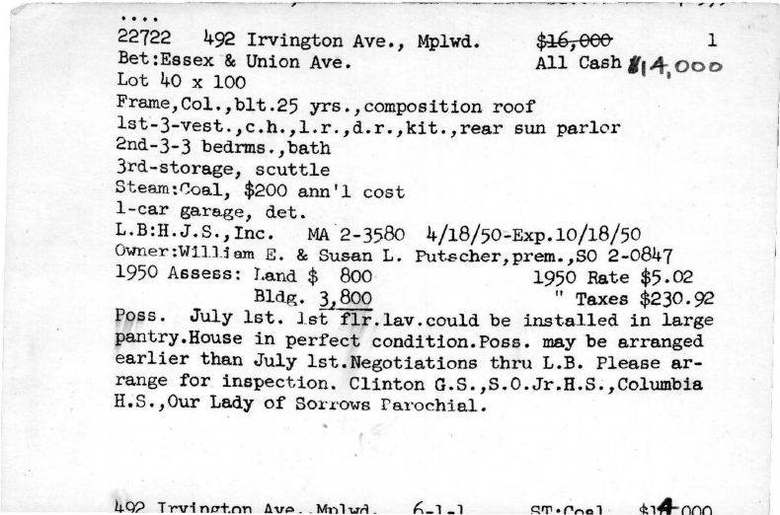 ....
22722 492 Irvington Ave., Mplwd. $16,000 1
Bet:Essex & Union Ave. All Cash $14,000
Lot 40 x 100
Frame,Col.,blt.25 yrs.,composition roof
1st-3-vest.,c.h.,l.r.,d.r.,kit.,rear sun parlor
2nd-3-3 bedrms.,bath
3rd-storage, scuttle
Steam:Coal, $200 ann'l cost
1-car garage, det.
L.B:H.J.S.,Inc. MA 2-3580 4/18/50-Exp.10/18/50
Owner:William E. & Susan L. Putscher,prem.,SO 2-0847
1950 Assess: Land $ 800 1950 Rate $5.02
Bldg. 3,800 " Taxes $230.92
Poss. July 1st. 1st flr.lav.could be installed in large
pantry.House in perfect condition.Poss. may be arranged
earlier than July 1st.Negotiations thru L.B. Please ar-
range for inspection. Clinton G.S.,S.O.Jr.H.S.,Columbia
H.S.,Our Lady of Sorrows Parochial.
492 Irvington Ave., Mplwd. 6-1-1 ST:Coal $14,000